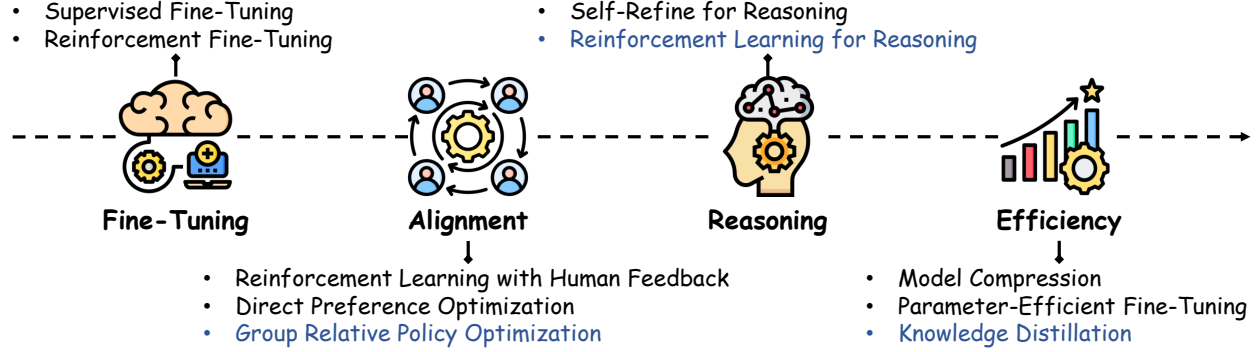 • Supervised Fine-Tuning
• Reinforcement Fine-Tuning
• Self-Refine for Reasoning
• Reinforcement Learning for Reasoning
Fine-Tuning
Alignment
Reasoning
Efficiency
• Reinforcement Learning with Human Feedback
• Direct Preference Optimization
• Group Relative Policy Optimization
• Model Compression
• Parameter-Efficient Fine-Tuning
• Knowledge Distillation